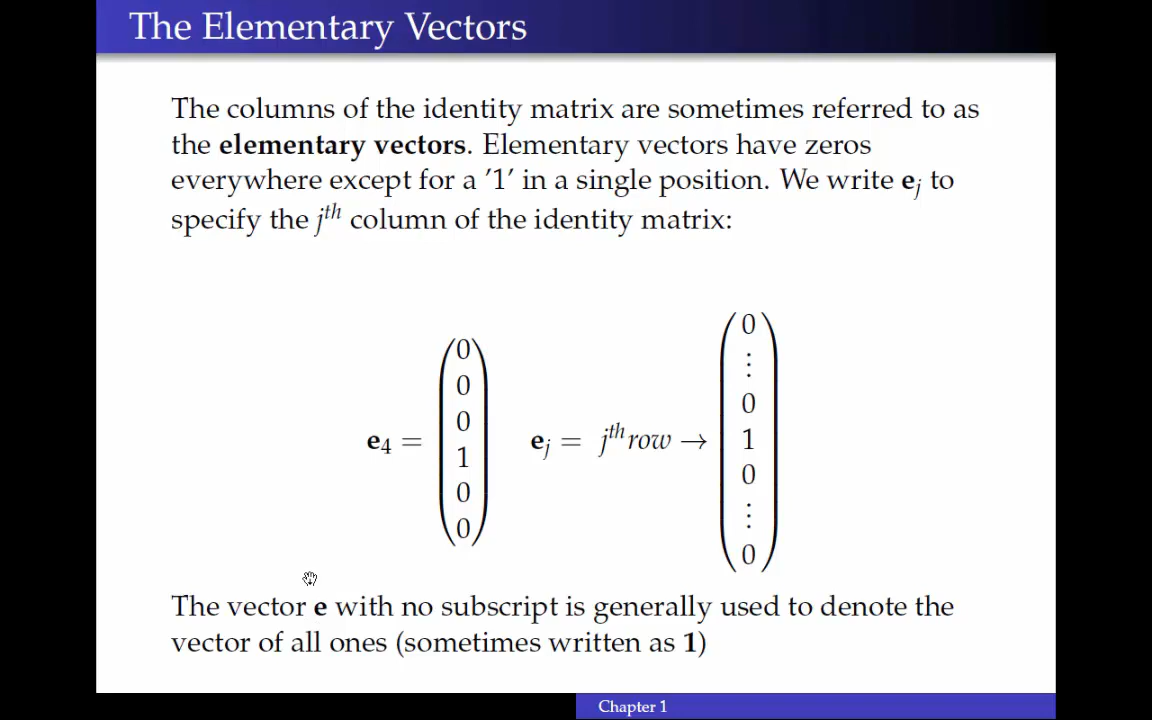 The Elementary Vectors
The columns of the identity matrix are sometimes referred to as
the elementary vectors. Elementary vectors have zeros
everywhere except for a '1' in a single position. We write e_j to
specify the j^th column of the identity matrix:
e_4 = (0 0 0 1 0 0) e_j = j^th row → (0 ⋮ 0 1 0 ⋮ 0)
The vector e with no subscript is generally used to denote the
vector of all ones (sometimes written as 1)
Chapter 1